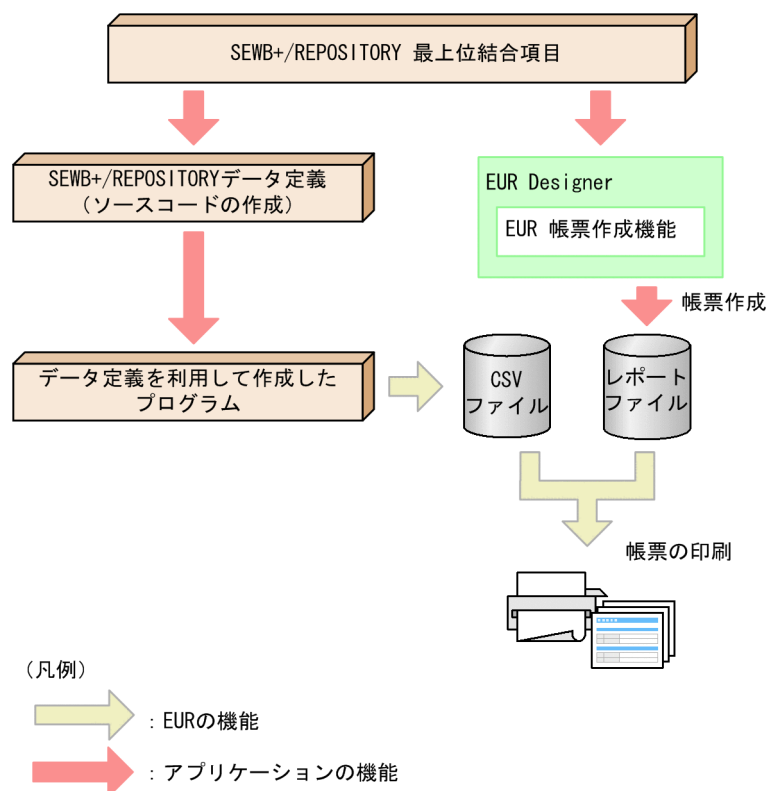 SEWB+/REPOSITORY 最上位結合項目
SEWB+/REPOSITORYデータ定義
(ソースコードの作成)
EUR Designer
EUR 帳票作成機能
帳票作成
データ定義を利用して作成した
プログラム
CSV
ファイル
レポート
ファイル
帳票の印刷
(凡例)
:EURの機能
:アプリケーションの機能